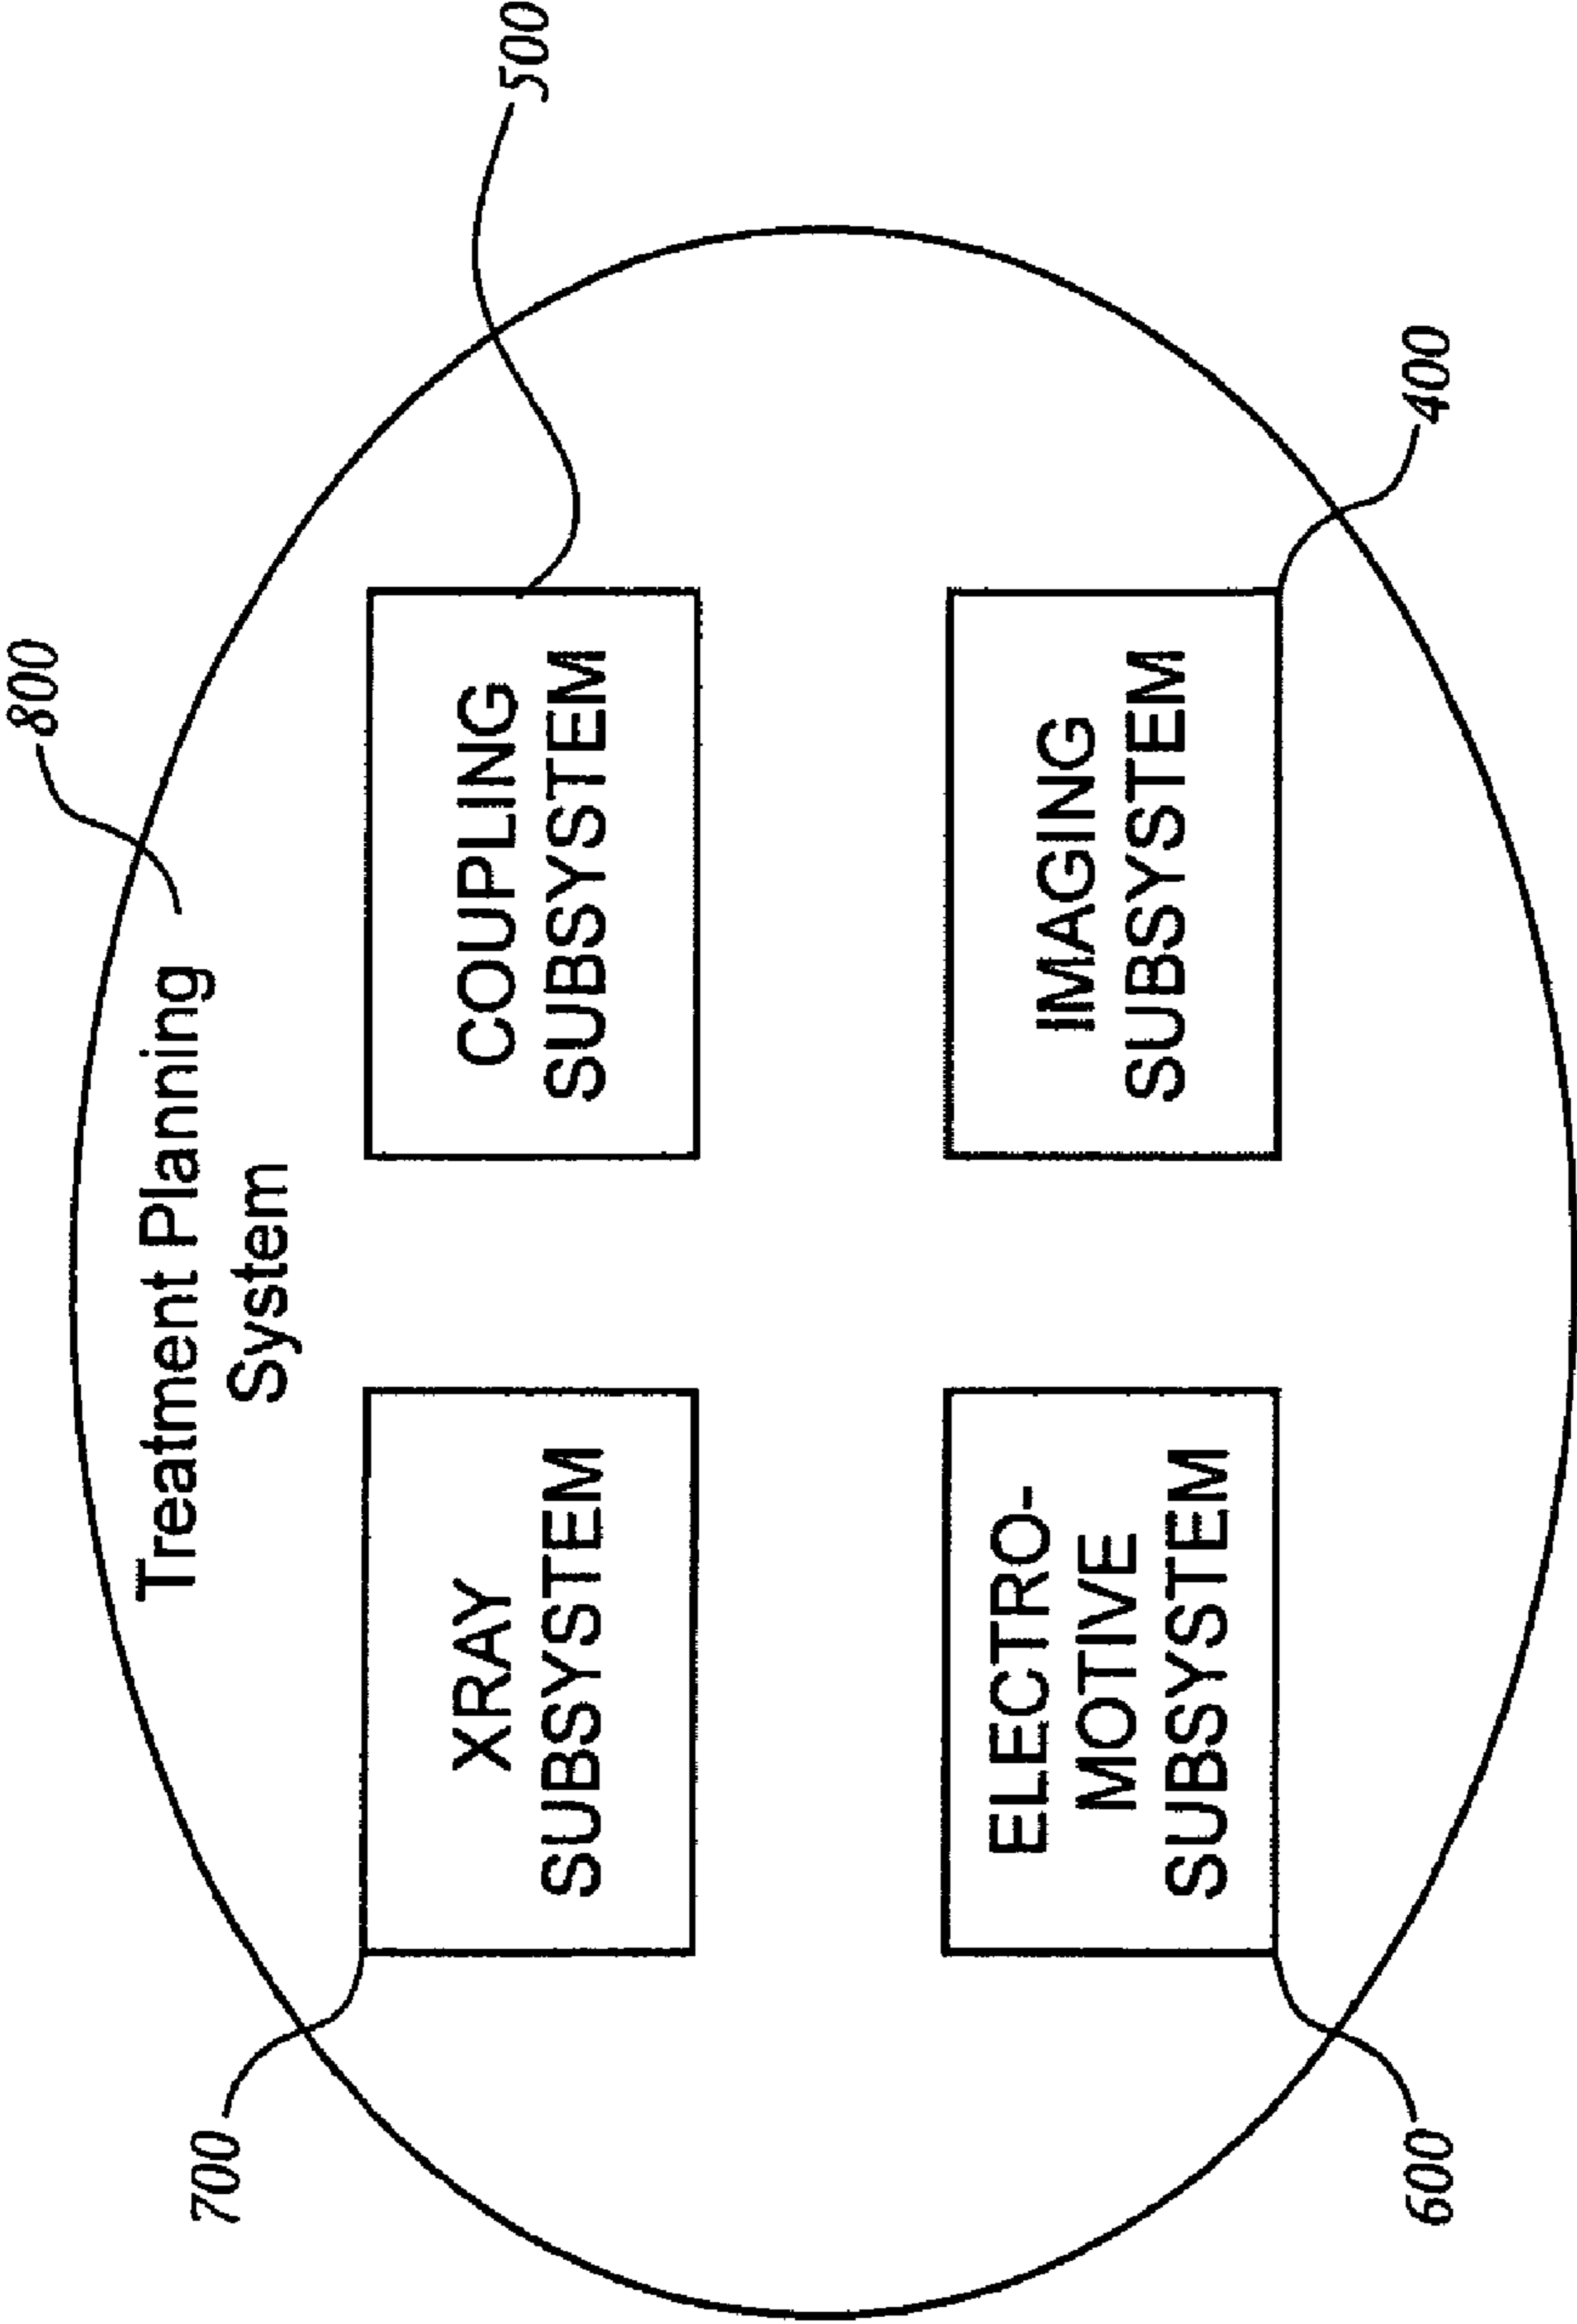 800
Treatment Planning
System
700
XRAY
SUBSYSTEM
COUPLING
SUBSYSTEM
500
ELECTRO-
MOTIVE
SUBSYSTEM
600
IMAGING
SUBSYSTEM
400